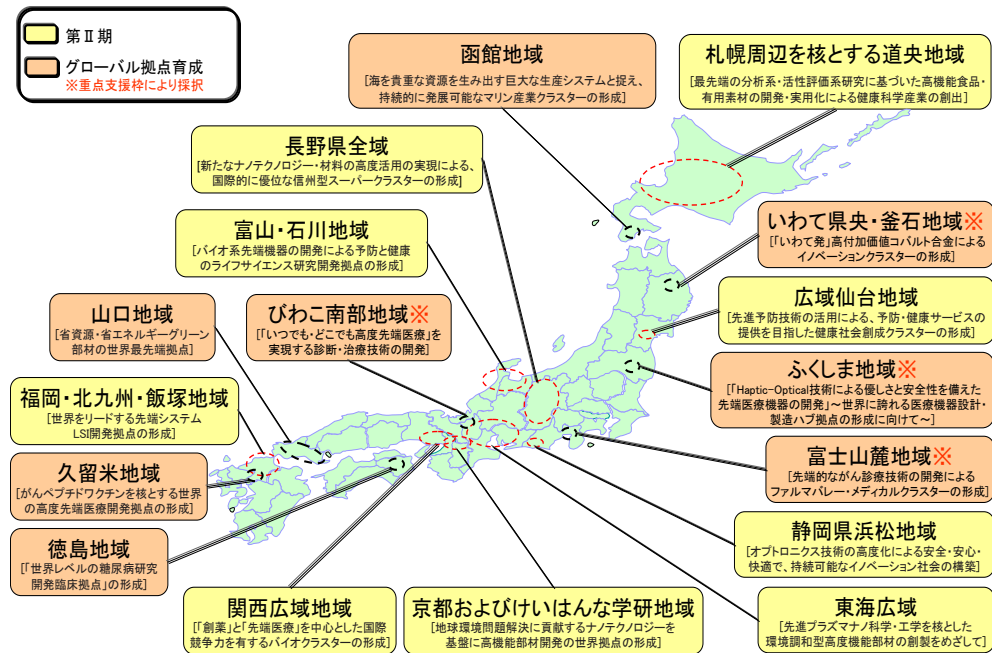 第Ⅱ期
グローバル拠点育成
※重点支援枠により採択
函館地域
[海を貴重な資源を生み出す巨大な生産システムと捉え、
持続的に発展可能なマリン産業クラスターの形成]
札幌周辺を核とする道央地域
[最先端の分析系・活性評価系研究に基づいた高機能食品・
有用素材の開発・実用化による健康科学産業の創出]
長野県全域
[新たなナノテクノロジー・材料の高度活用の実現による、
国際的に優位な信州型スーパークラスターの形成]
富山・石川地域
[バイオ系先端機器の開発による予防と健康
のライフサイエンス研究開発拠点の形成]
いわて県央・釜石地域※
[「いわて発」高付加価値コバルト合金による
イノベーションクラスターの形成]
山口地域
[省資源・省エネルギーグリーン
部材の世界最先端拠点]
びわこ南部地域※
[「いつでも・どこでも高度先端医療」を
実現する診断・治療技術の開発]
広域仙台地域
[先進予防技術の活用による、予防・健康サービスの
提供を目指した健康社会創成クラスターの形成]
福岡・北九州・飯塚地域
[世界をリードする先端システム
LSI開発拠点の形成]
ふくしま地域※
[「Haptic-Optical技術による優しさと安全性を備えた
先端医療機器の開発」～世界に誇れる医療機器設計・
製造ハブ拠点の形成に向けて～]
久留米地域
[がんペプチドワクチンを核とする世界
の高度先端医療開発拠点の形成]
富士山麓地域※
[先端的ながん診療技術の開発による
ファルマバレー・メディカルクラスターの形成]
徳島地域
[「世界レベルの糖尿病研究
開発臨床拠点」の形成]
静岡県浜松地域
[オプトロニクス技術の高度化による安全・安心・
快適で、持続可能なイノベーション社会の構築]
関西広域地域
[「創薬」と「先端医療」を中心とした国際
競争力を有するバイオクラスターの形成]
京都およびけいはんな学研地域
[地球環境問題解決に貢献するナノテクノロジーを
基盤に高機能部材開発の世界拠点の形成]
東海広域
[先進プラズマナノ科学・工学を核とした
環境調和型高度機能部材の創製をめざして]